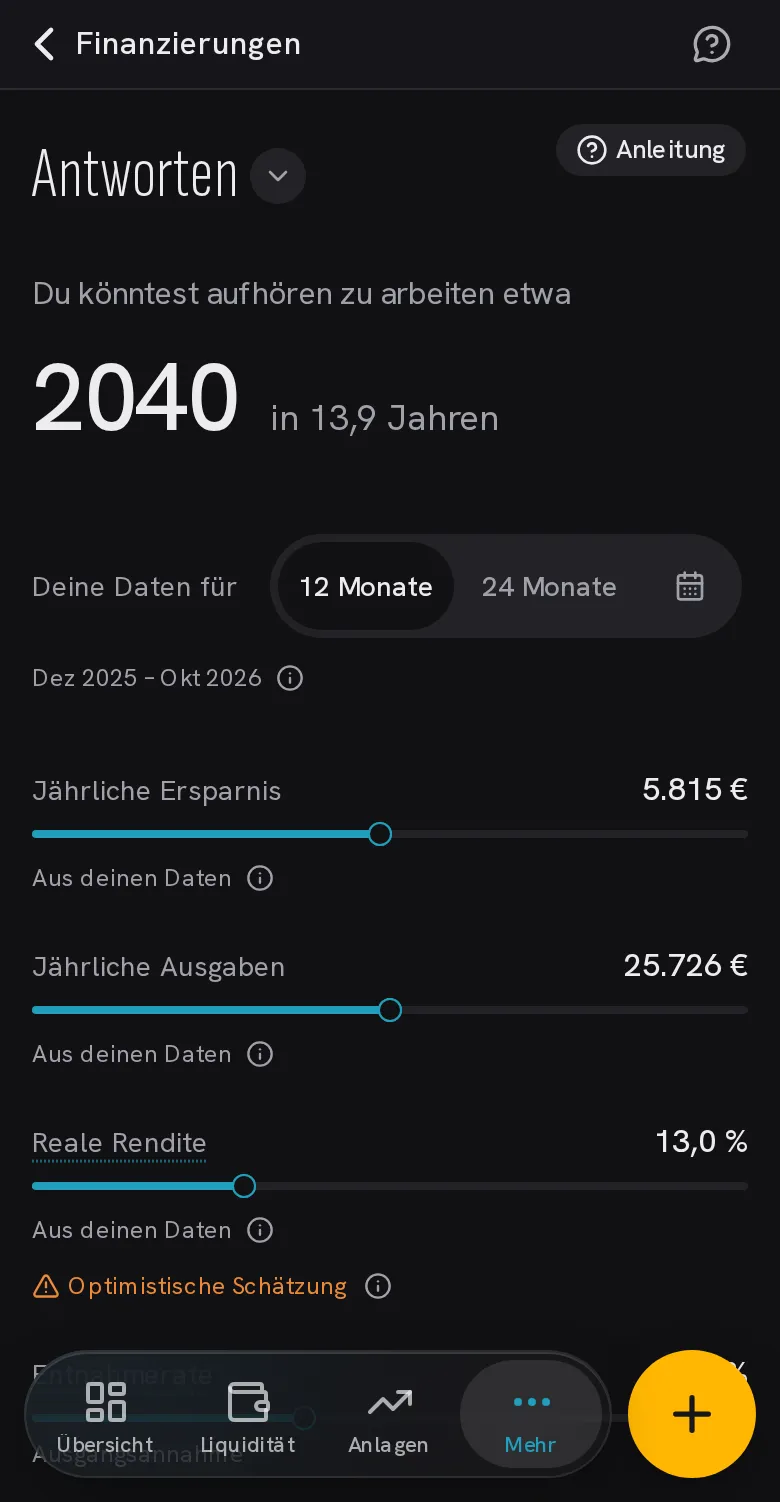 Finanzierungen
Antworten
Anleitung
Du könntest aufhören zu arbeiten etwa
2040 in 13,9 Jahren
Deine Daten für 12 Monate 24 Monate
Dez 2025 – Okt 2026
Jährliche Ersparnis 5.815 €
Aus deinen Daten
Jährliche Ausgaben 25.726 €
Aus deinen Daten
Reale Rendite 13,0 %
Aus deinen Daten
Optimistische Schätzung
Entnahmerate %
Ausgangsannahme
Übersicht Liquidität Anlagen Mehr